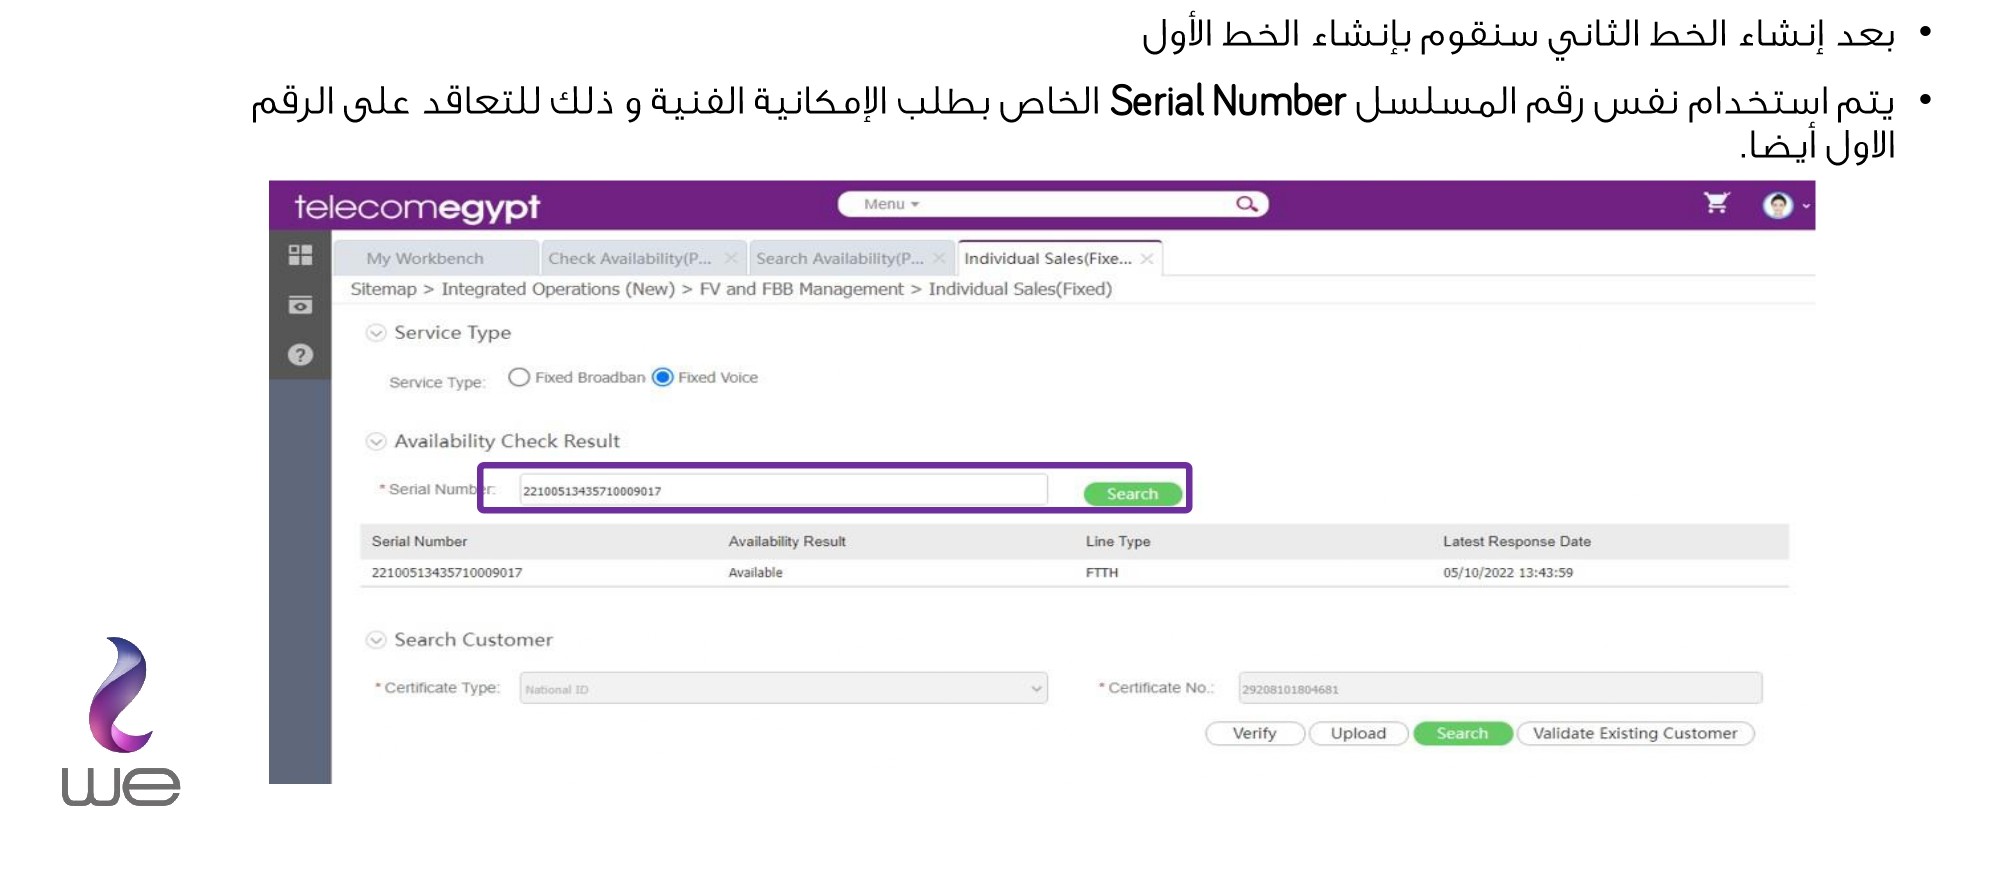 • بعد إنشاء الخط الثاني سنقوم بإنشاء الخط الأول
• يتم استخدام نفس رقم المسلسل Serial Number الخاص بطلب الإمكانية الفنية و ذلك للتعاقد على الرقم
الاول أيضا.
telecomegypt Menu
My Workbench Check Availability(P... Search Availability(P... Individual Sales(Fixe...
Sitemap > Integrated Operations (New) > FV and FBB Management > Individual Sales(Fixed)
Service Type
Service Type: Fixed Broadban Fixed Voice
Availability Check Result
* Serial Number: 22100513435710009017 Search
Serial Number Availability Result Line Type Latest Response Date
22100513435710009017 Available FTTH 05/10/2022 13:43:59
Search Customer
* Certificate Type: National ID * Certificate No.: 29208101804681
Verify Upload Search Validate Existing Customer
we